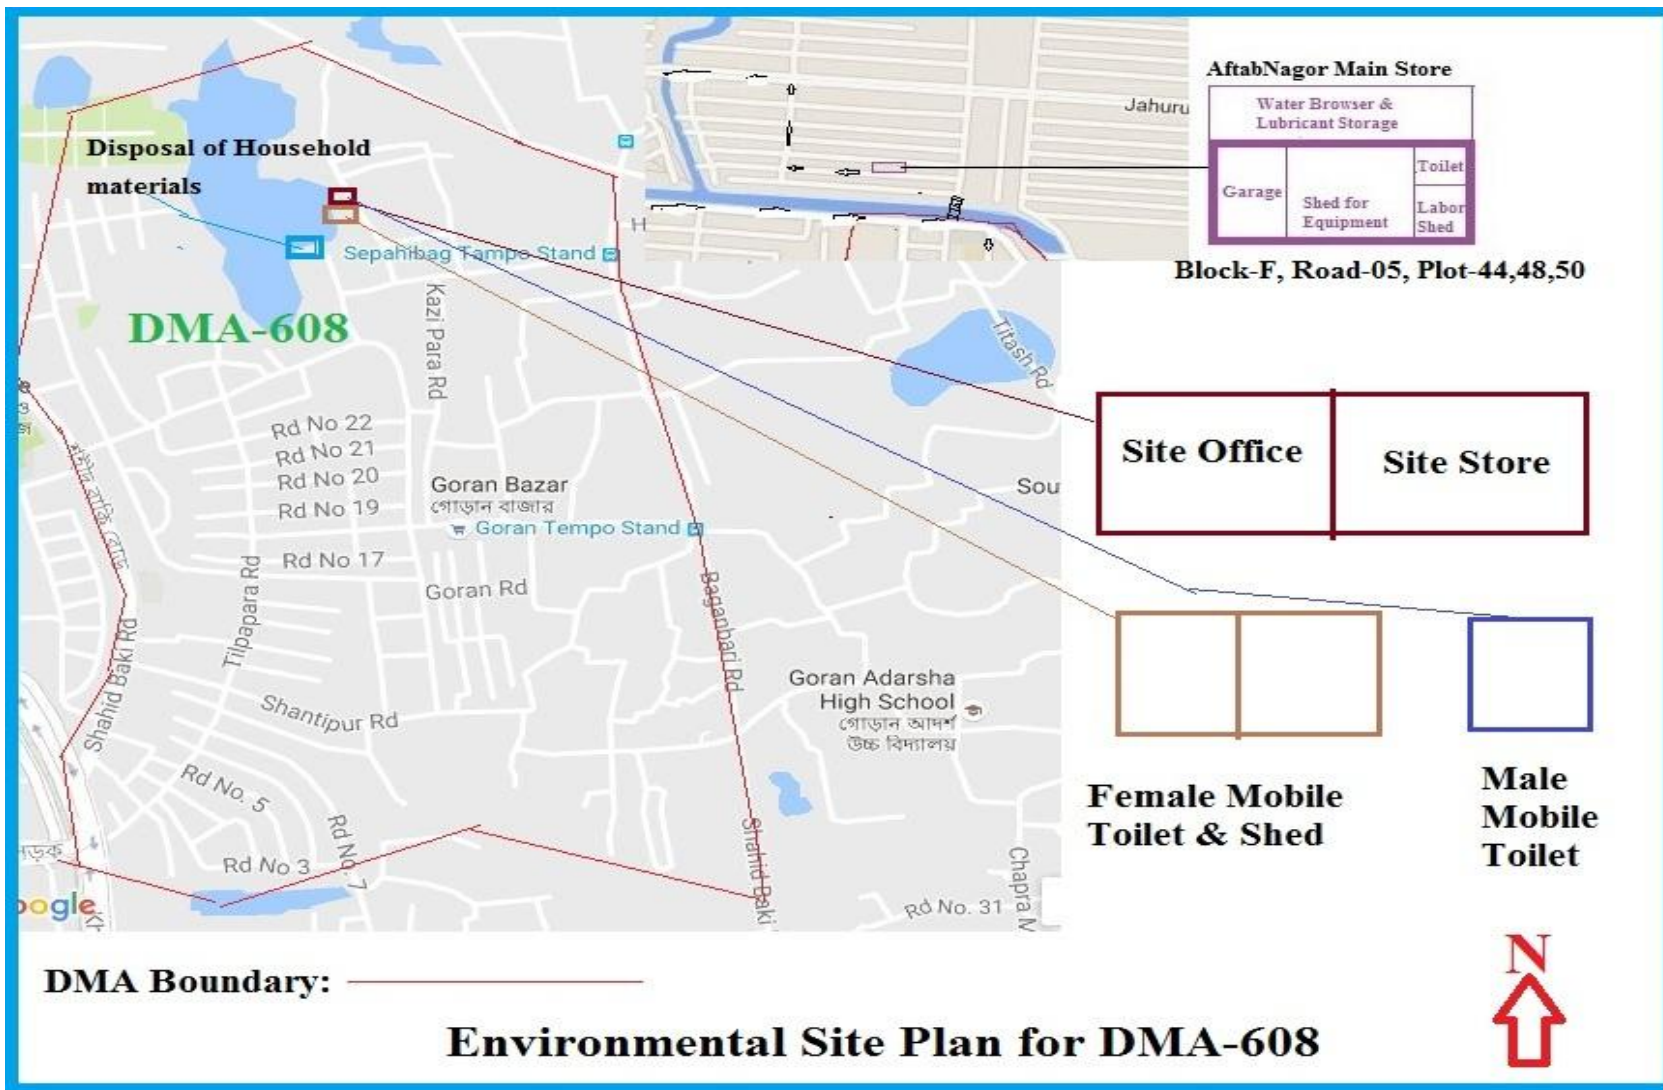 AftabNagor Main Store
Water Browser &
Lubricant Storage
Jahuru
Toilet
Garage
Shed for
Equipment
Labor
Shed
Block-F, Road-05, Plot-44,48,50
Disposal of Household
materials
H
Sepahibag Tampo Stand
DMA-608
Kazi Para Rd
Titash Rd
Rd No 22
Rd No 21
Rd No 20
Rd No 19
Rd No 17
Goran Bazar
গোড়ান বাজার
Goran Tempo Stand
Sou
Site Office
Site Store
Goran Rd
Tilpapara Rd
Baganbari Rd
Shahid Baki Rd
Shantipur Rd
Goran Adarsha
High School
গোড়ান আদর্শ
উচ্চ বিদ্যালয়
Female Mobile
Toilet & Shed
Male
Mobile
Toilet
Rd No. 5
Rd No. 7
Rd No 3
Shahid Baki
Chapra M
Rd No. 31
ড়ক
oogle
Kh
N
DMA Boundary:
Environmental Site Plan for DMA-608